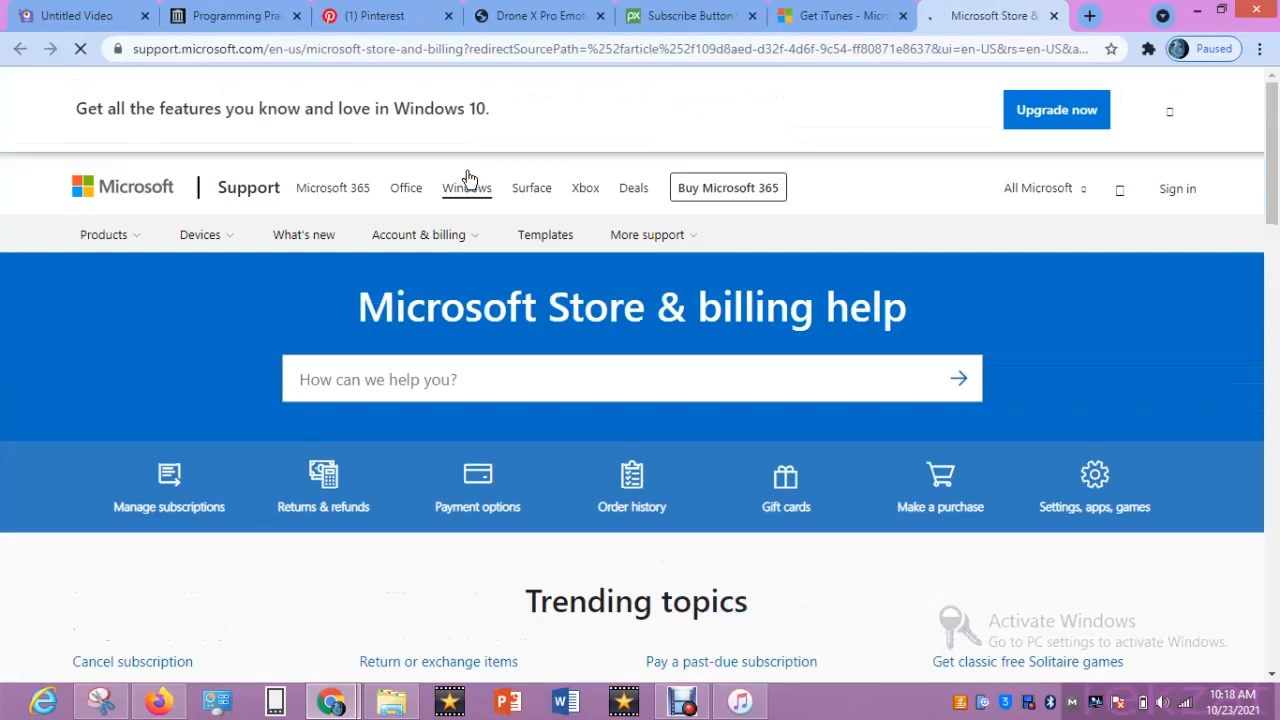 Untitled Video
Programming Pra
(1) Pinterest
Drone X Pro Emot
Subscribe Button
Get iTunes - Micro
Microsoft Store &
support.microsoft.com/en-us/microsoft-store-and-billing?redirectSourcePath=%252farticle%252f109d8aed-d32f-4d6f-9c54-ff80871e8637&ui=en-US&rs=en-US&a...
Paused
Get all the features you know and love in Windows 10.
Upgrade now
Microsoft
Support
Microsoft 365
Office
Windows
Surface
Xbox
Deals
Buy Microsoft 365
All Microsoft
Sign in
Products
Devices
What's new
Account & billing
Templates
More support
Microsoft Store & billing help
How can we help you?
Manage subscriptions
Returns & refunds
Payment options
Order history
Gift cards
Make a purchase
Settings, apps, games
Trending topics
Activate Windows
Go to PC settings to activate Windows.
Cancel subscription
Return or exchange items
Pay a past-due subscription
Get classic free Solitaire games
10:18 AM
10/23/2021